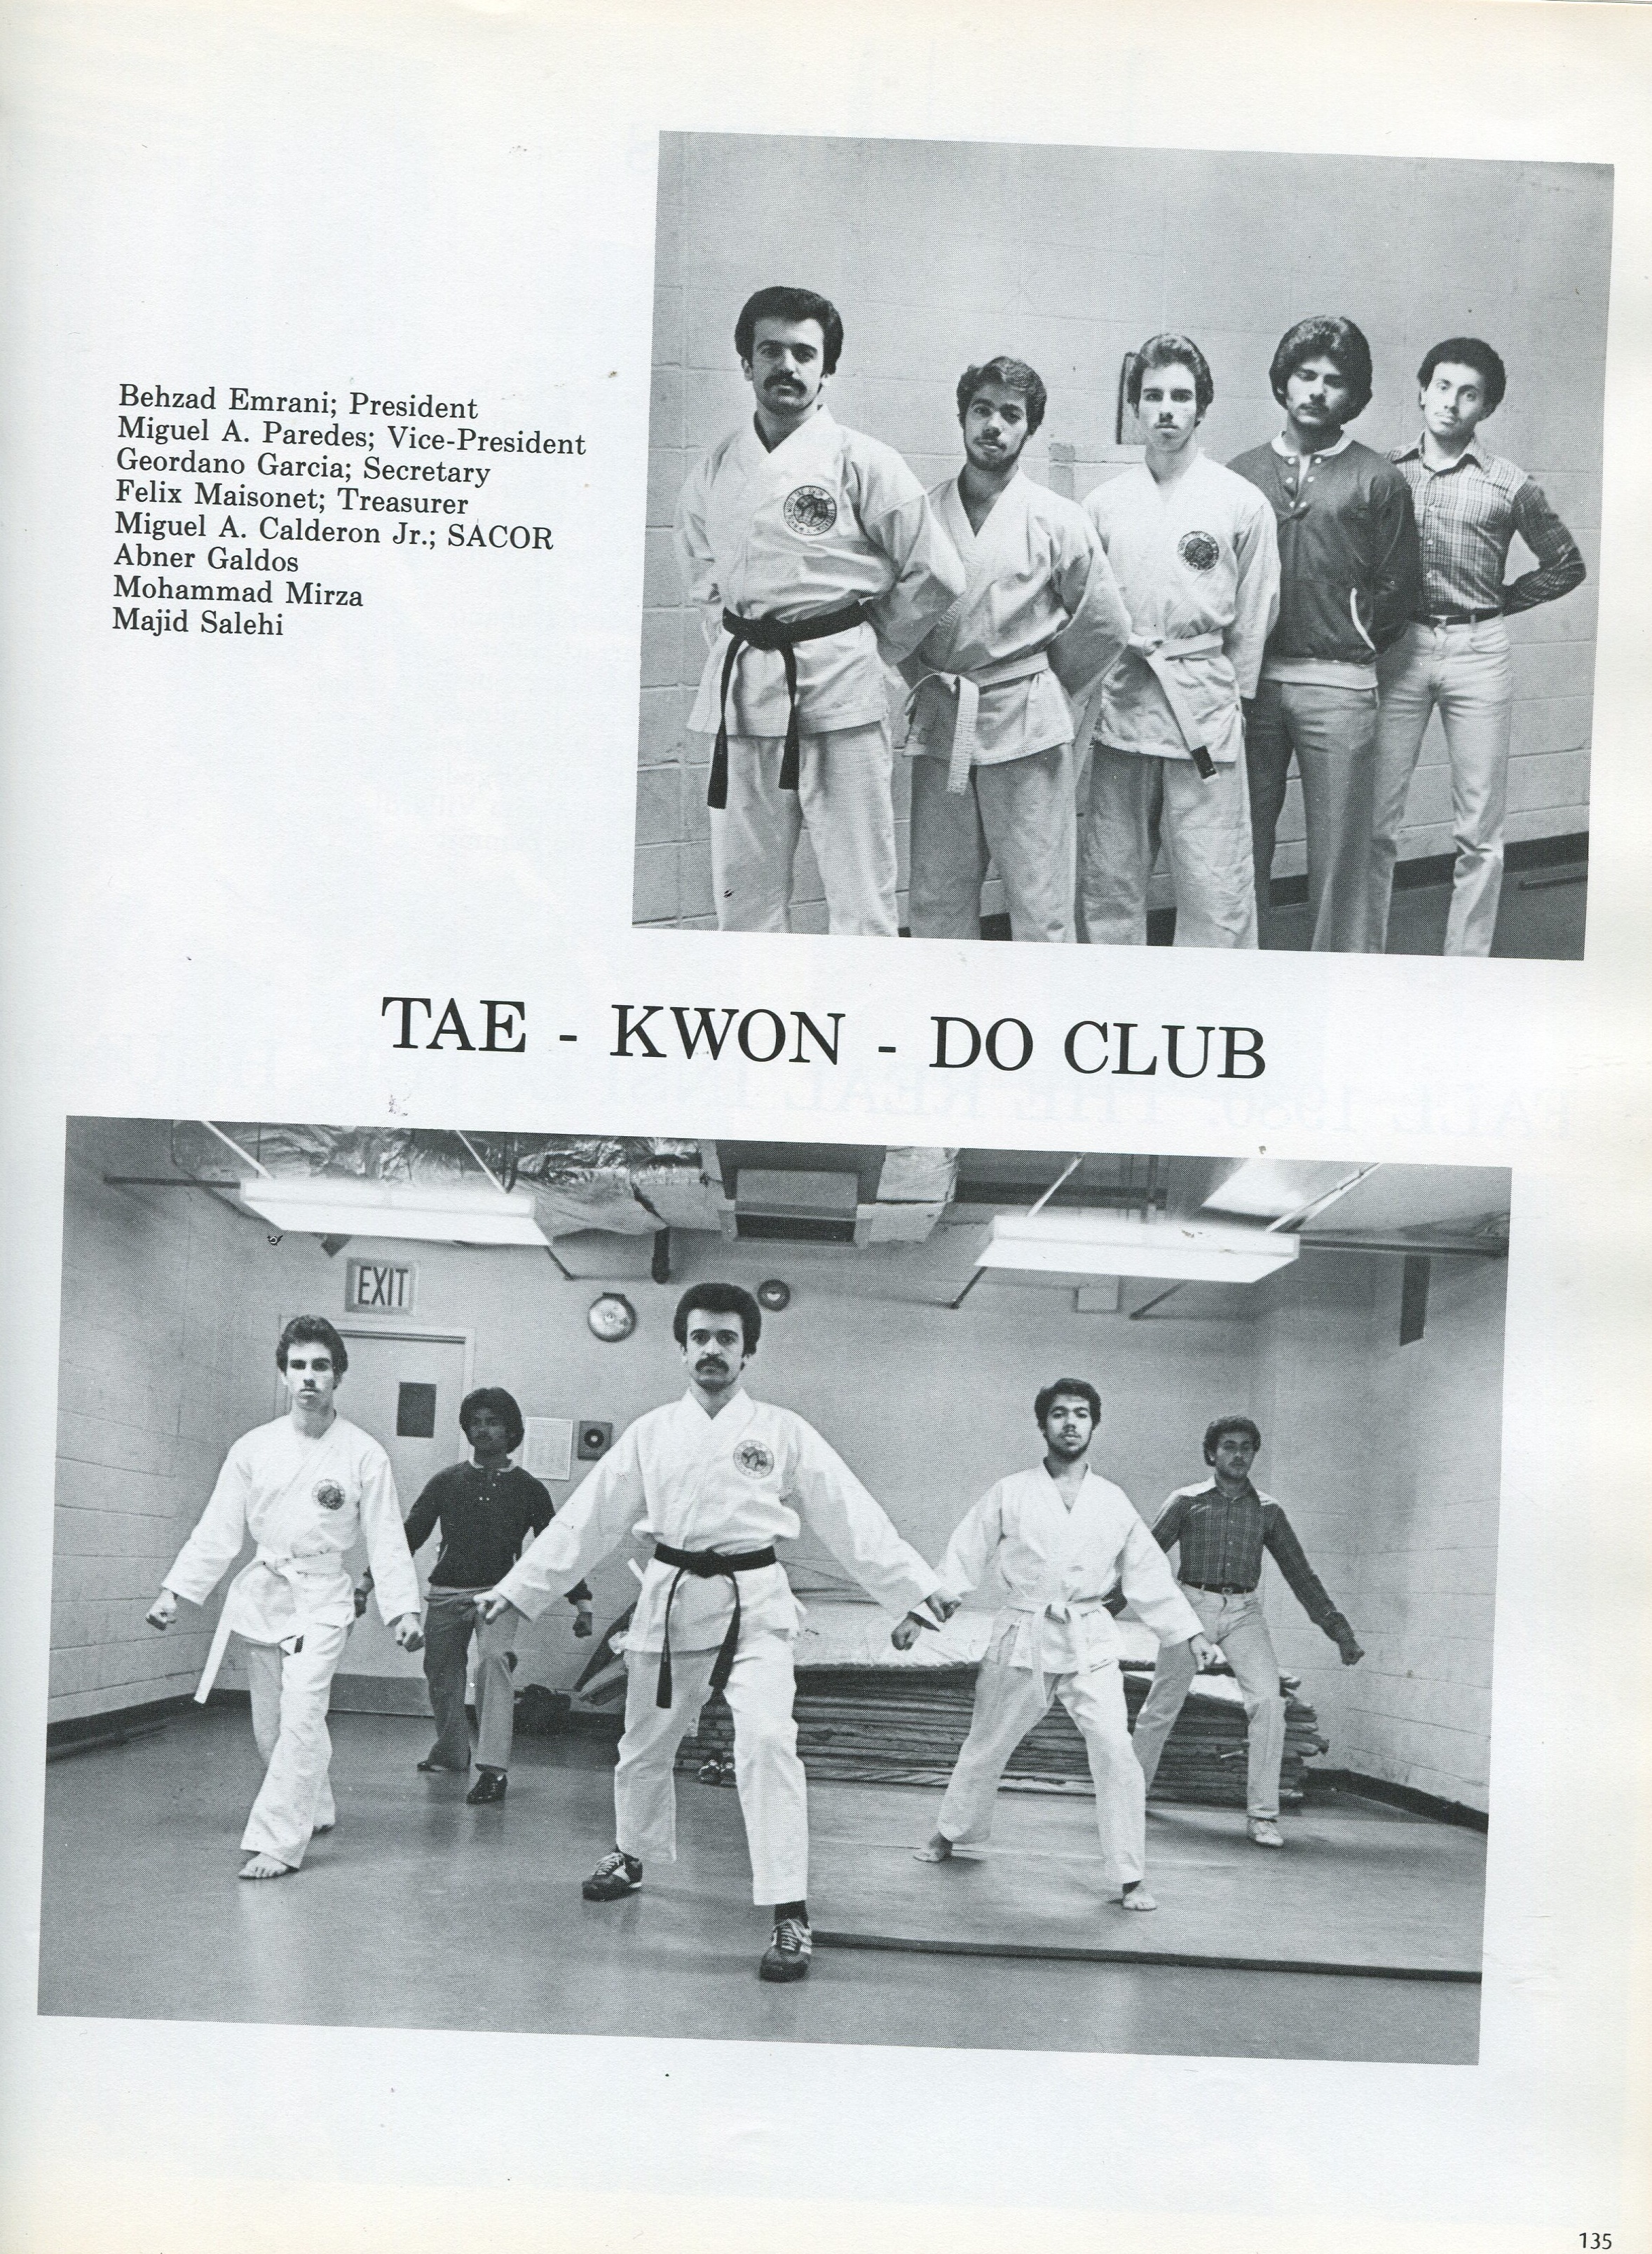 Behzad Emrani; President
Miguel A. Paredes; Vice-President
Geordano Garcia; Secretary
Felix Maisonet; Treasurer
Miguel A. Calderon Jr.; SACOR
Abner Galdos
Mohammad Mirza
Majid Salehi
TAE - KWON - DO CLUB
EXIT
135